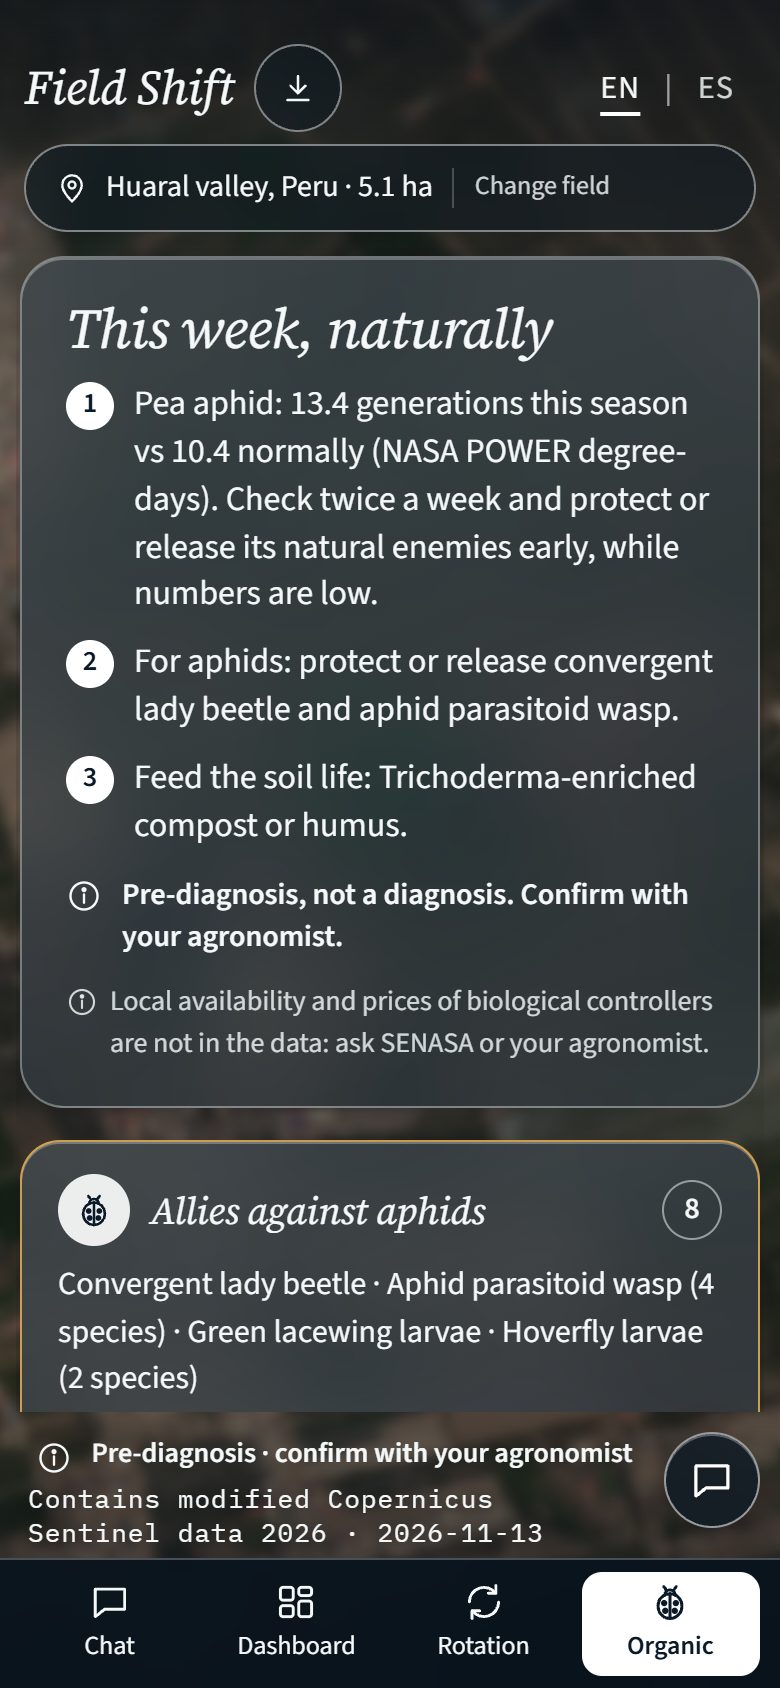 Field Shift
EN | ES
Huaral valley, Peru · 5.1 ha | Change field
This week, naturally
1 Pea aphid: 13.4 generations this season
vs 10.4 normally (NASA POWER degree-
days). Check twice a week and protect or
release its natural enemies early, while
numbers are low.
2 For aphids: protect or release convergent
lady beetle and aphid parasitoid wasp.
3 Feed the soil life: Trichoderma-enriched
compost or humus.
Pre-diagnosis, not a diagnosis. Confirm with
your agronomist.
Local availability and prices of biological controllers
are not in the data: ask SENASA or your agronomist.
Allies against aphids 8
Convergent lady beetle · Aphid parasitoid wasp (4
species) · Green lacewing larvae · Hoverfly larvae
(2 species)
Pre-diagnosis · confirm with your agronomist
Contains modified Copernicus
Sentinel data 2026 · 2026-11-13
Chat Dashboard Rotation Organic